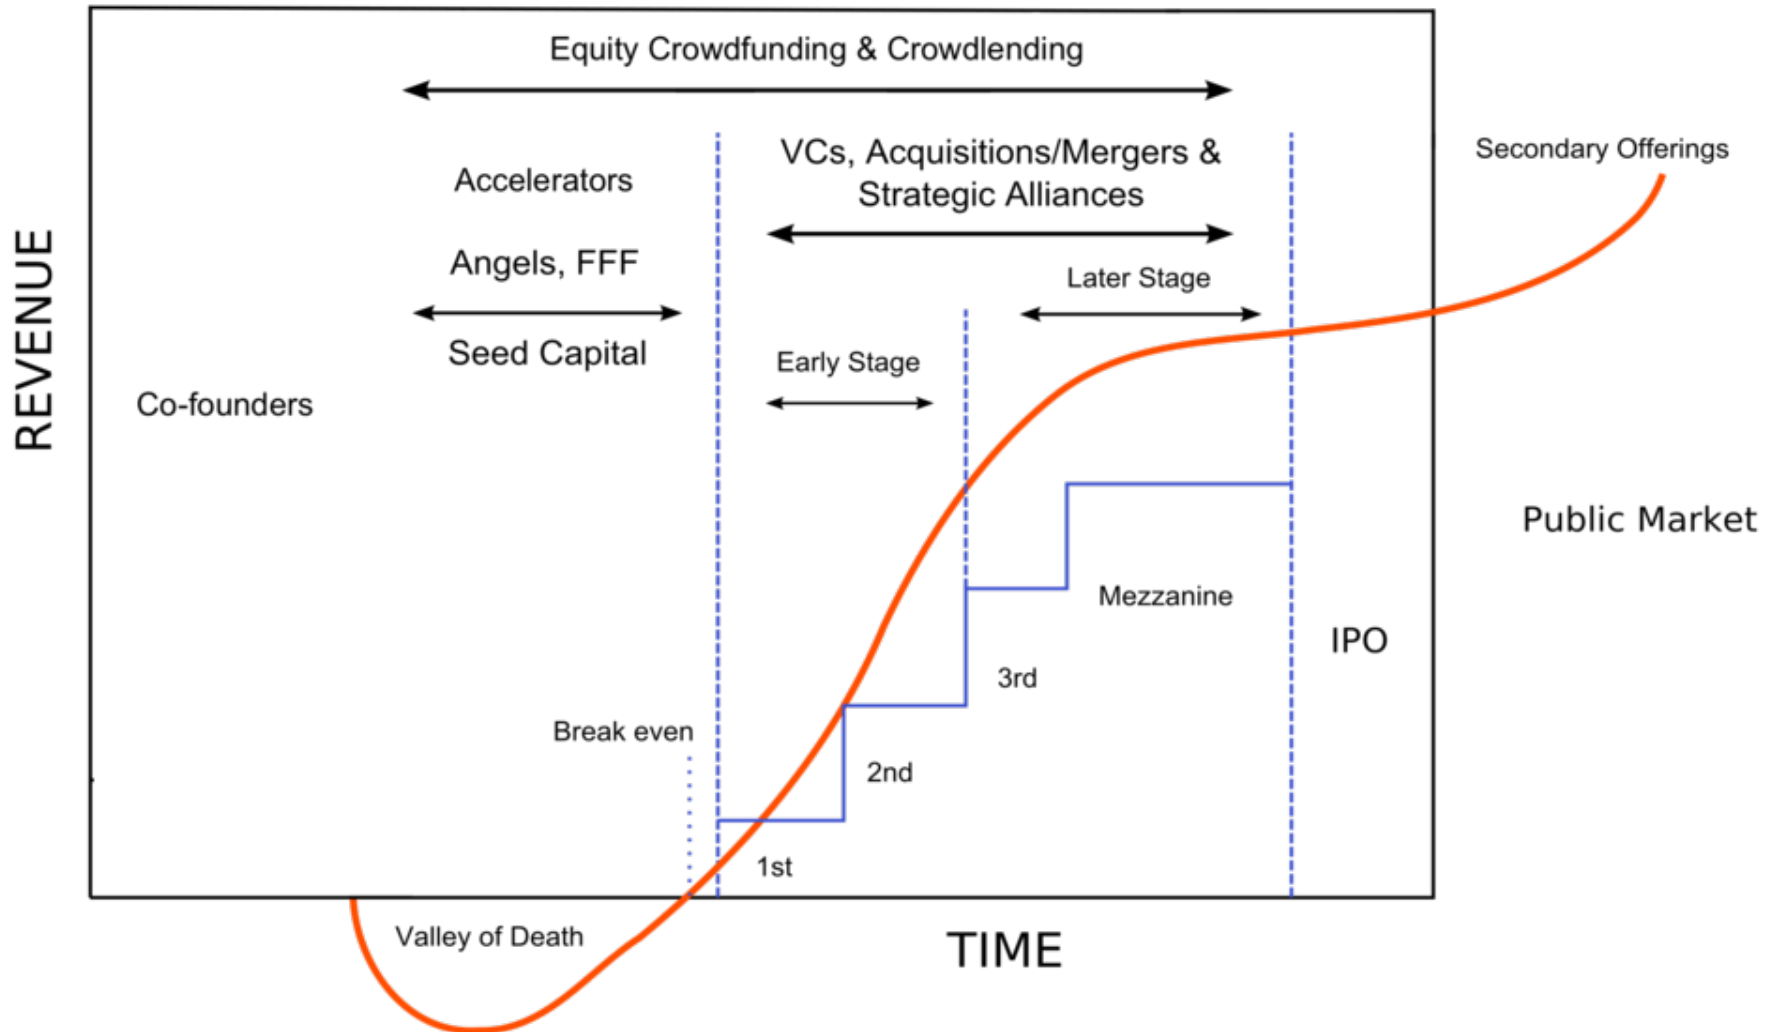 Equity Crowdfunding & Crowdlending
VCs, Acquisitions/Mergers &
Strategic Alliances
Secondary Offerings
Accelerators
Angels, FFF
Later Stage
Seed Capital
Early Stage
REVENUE
Co-founders
Public Market
Mezzanine
IPO
3rd
Break even
2nd
1st
Valley of Death
TIME